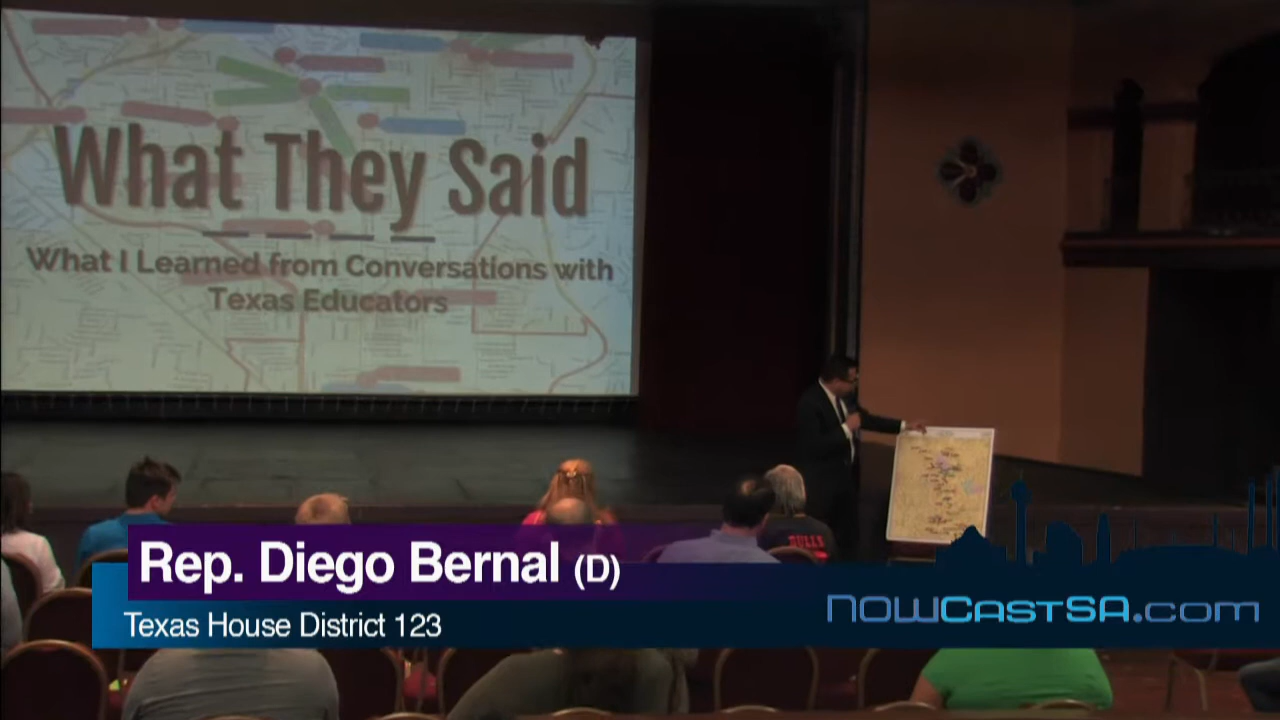 What They Said
What I Learned from Conversations with
Texas Educators
BULLS
Rep. Diego Bernal (D)
Texas House District 123
NOWCastSA.com